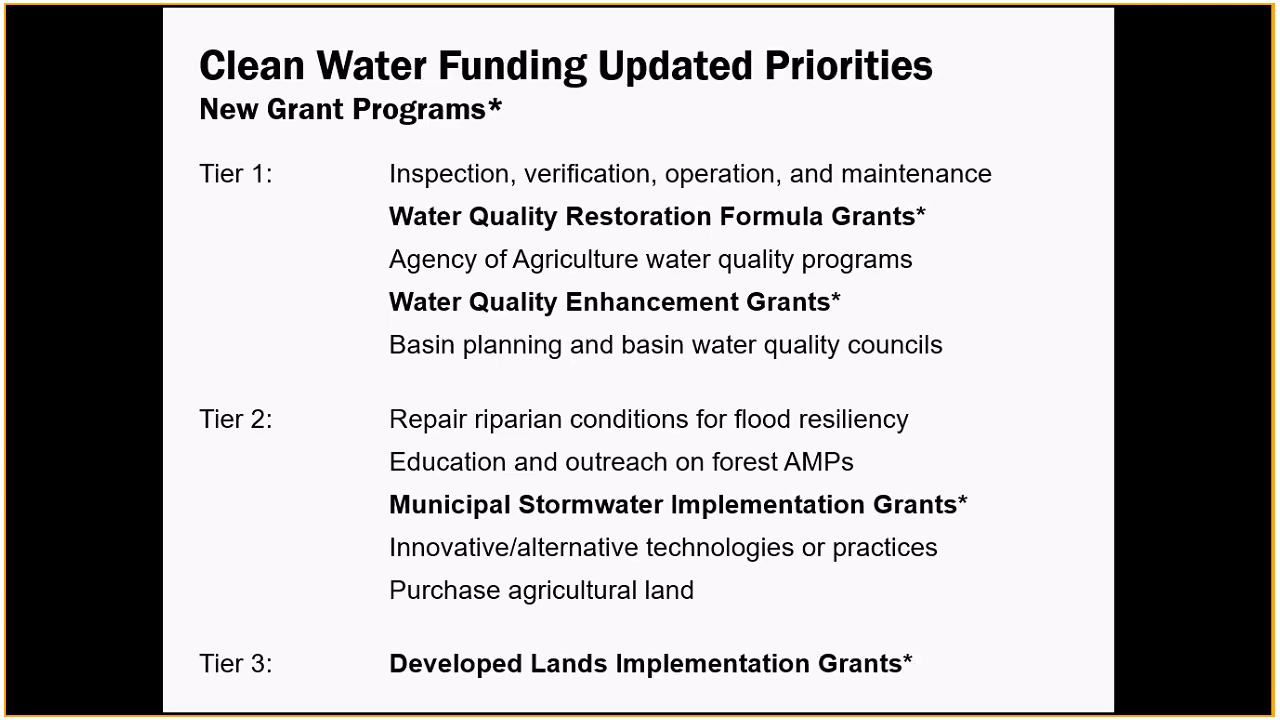 Clean Water Funding Updated Priorities
New Grant Programs*
Tier 1: Inspection, verification, operation, and maintenance
Water Quality Restoration Formula Grants*
Agency of Agriculture water quality programs
Water Quality Enhancement Grants*
Basin planning and basin water quality councils
Tier 2: Repair riparian conditions for flood resiliency
Education and outreach on forest AMPs
Municipal Stormwater Implementation Grants*
Innovative/alternative technologies or practices
Purchase agricultural land
Tier 3: Developed Lands Implementation Grants*